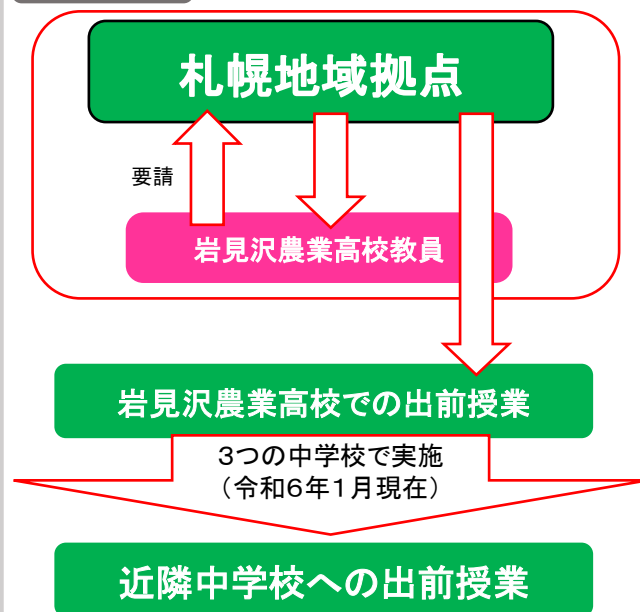 札幌地域拠点
要請
岩見沢農業高校教員
岩見沢農業高校での出前授業
3つの中学校で実施
（令和6年1月現在）
近隣中学校への出前授業